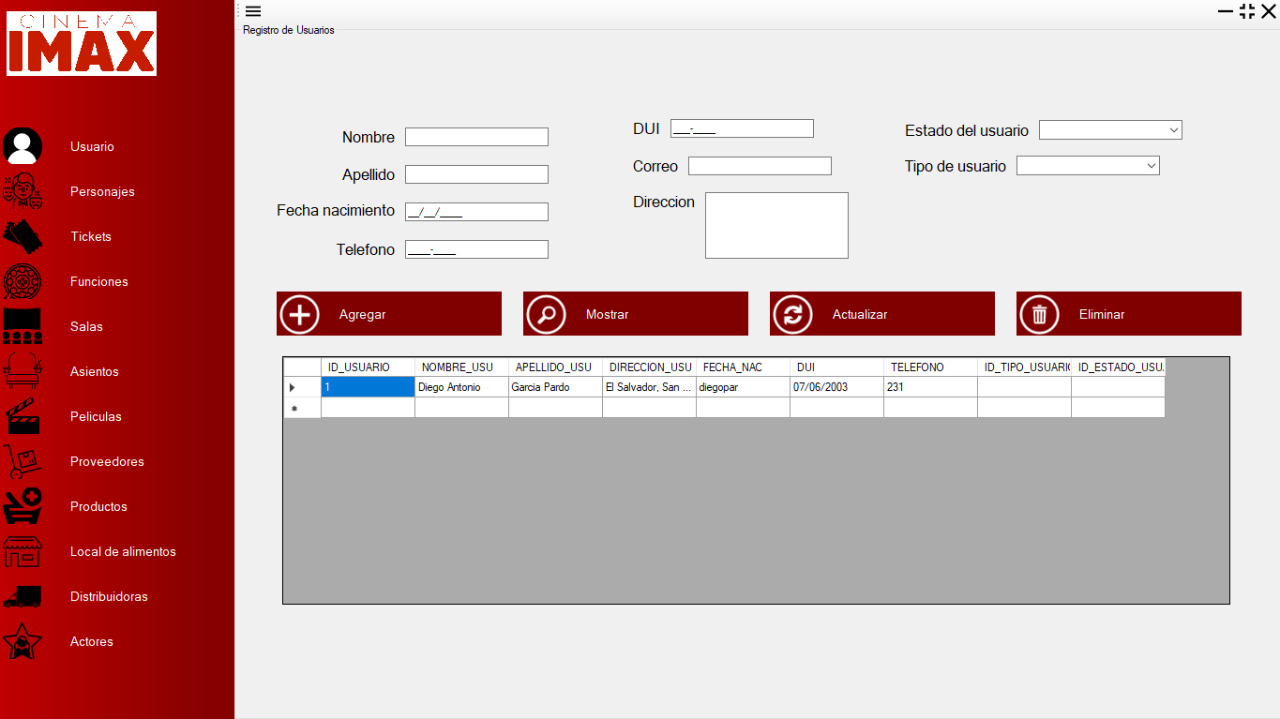 CINEMA
IMAX
Usuario
Personajes
Tickets
Funciones
Salas
Asientos
Peliculas
Proveedores
Productos
Local de alimentos
Distribuidoras
Actores
Registro de Usuarios
Nombre
Apellido
Fecha nacimiento __/__/____
Telefono ____-____
DUI ___-____
Correo
Direccion
Estado del usuario
Tipo de usuario
Agregar Mostrar Actualizar Eliminar
ID_USUARIO NOMBRE_USU APELLIDO_USU DIRECCION_USU FECHA_NAC DUI TELEFONO ID_TIPO_USUARIO ID_ESTADO_USU.
1 Diego Antonio Garcia Pardo El Salvador, San ... diegopar 07/06/2003 231